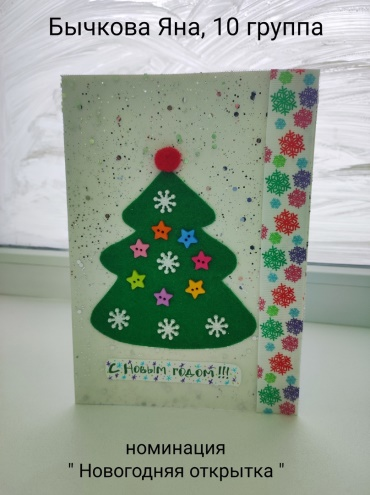 Бычкова Яна, 10 группа
С Новым годом!!!
номинация
" Новогодняя открытка "